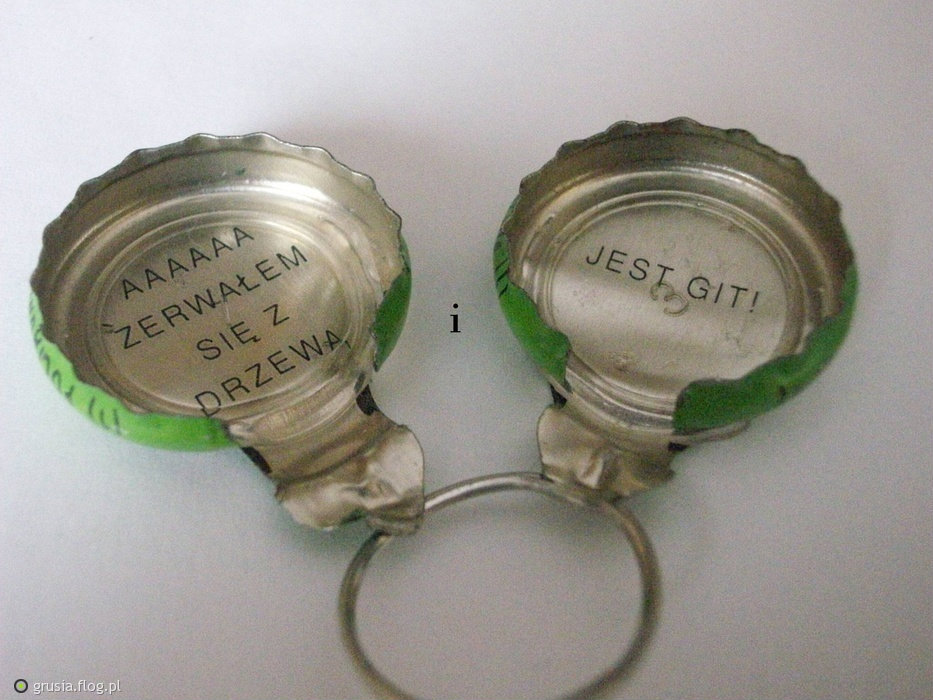 AAAAAA
ZERWAŁEM
SIĘ Z
DRZEWA,
i
JEST GIT!
grusia.flog.pl